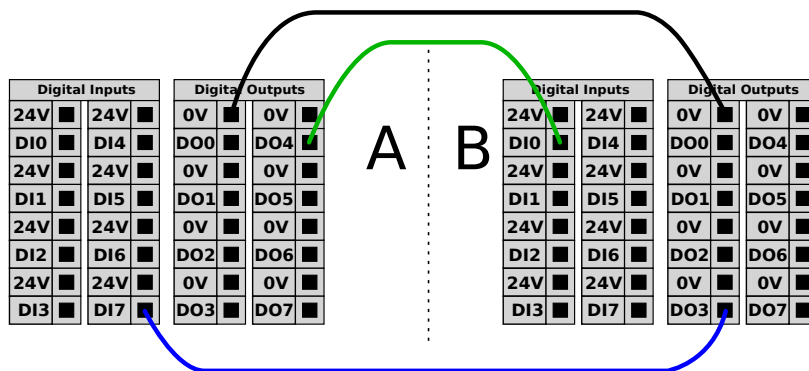 Digital Inputs Digital Outputs A B Digital Inputs Digital Outputs
24V 24V 0V 0V 24V 24V 0V 0V
DI0 DI4 DO0 DO4 DI0 DI4 DO0 DO4
24V 24V 0V 0V 24V 24V 0V 0V
DI1 DI5 DO1 DO5 DI1 DI5 DO1 DO5
24V 24V 0V 0V 24V 24V 0V 0V
DI2 DI6 DO2 DO6 DI2 DI6 DO2 DO6
24V 24V 0V 0V 24V 24V 0V 0V
DI3 DI7 DO3 DO7 DI3 DI7 DO3 DO7